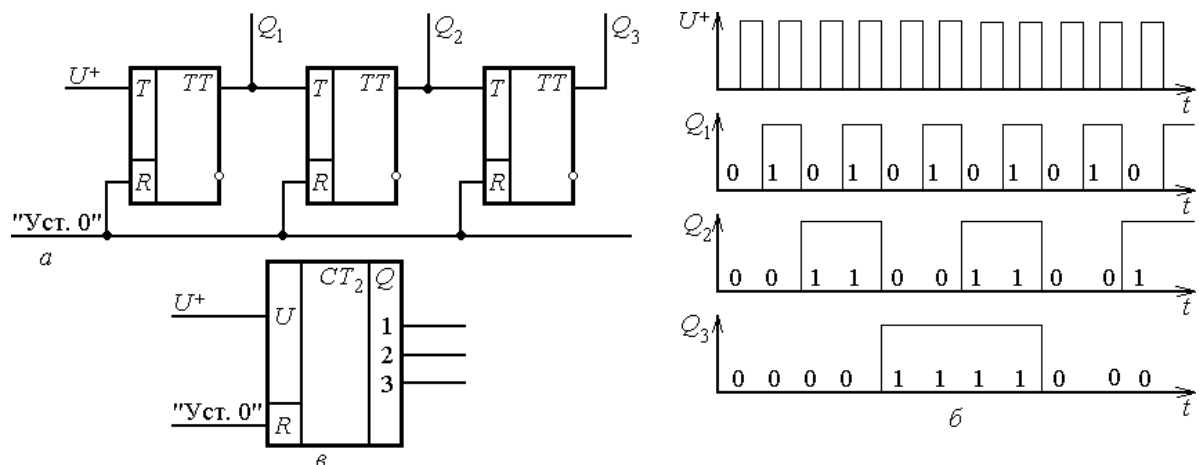 Q₁ Q₂ Q₃
U⁺ T TT T TT T TT
R R R
"Уст. 0"
а
CT₂ Q
U⁺ U
1
2
3
"Уст. 0" R
в
U⁺
t
Q₁
0 1 0 1 0 1 0 1 0 1 0
t
Q₂
0 0 1 1 0 0 1 1 0 0 1
t
Q₃
0 0 0 0 1 1 1 1 0 0 0
t
б